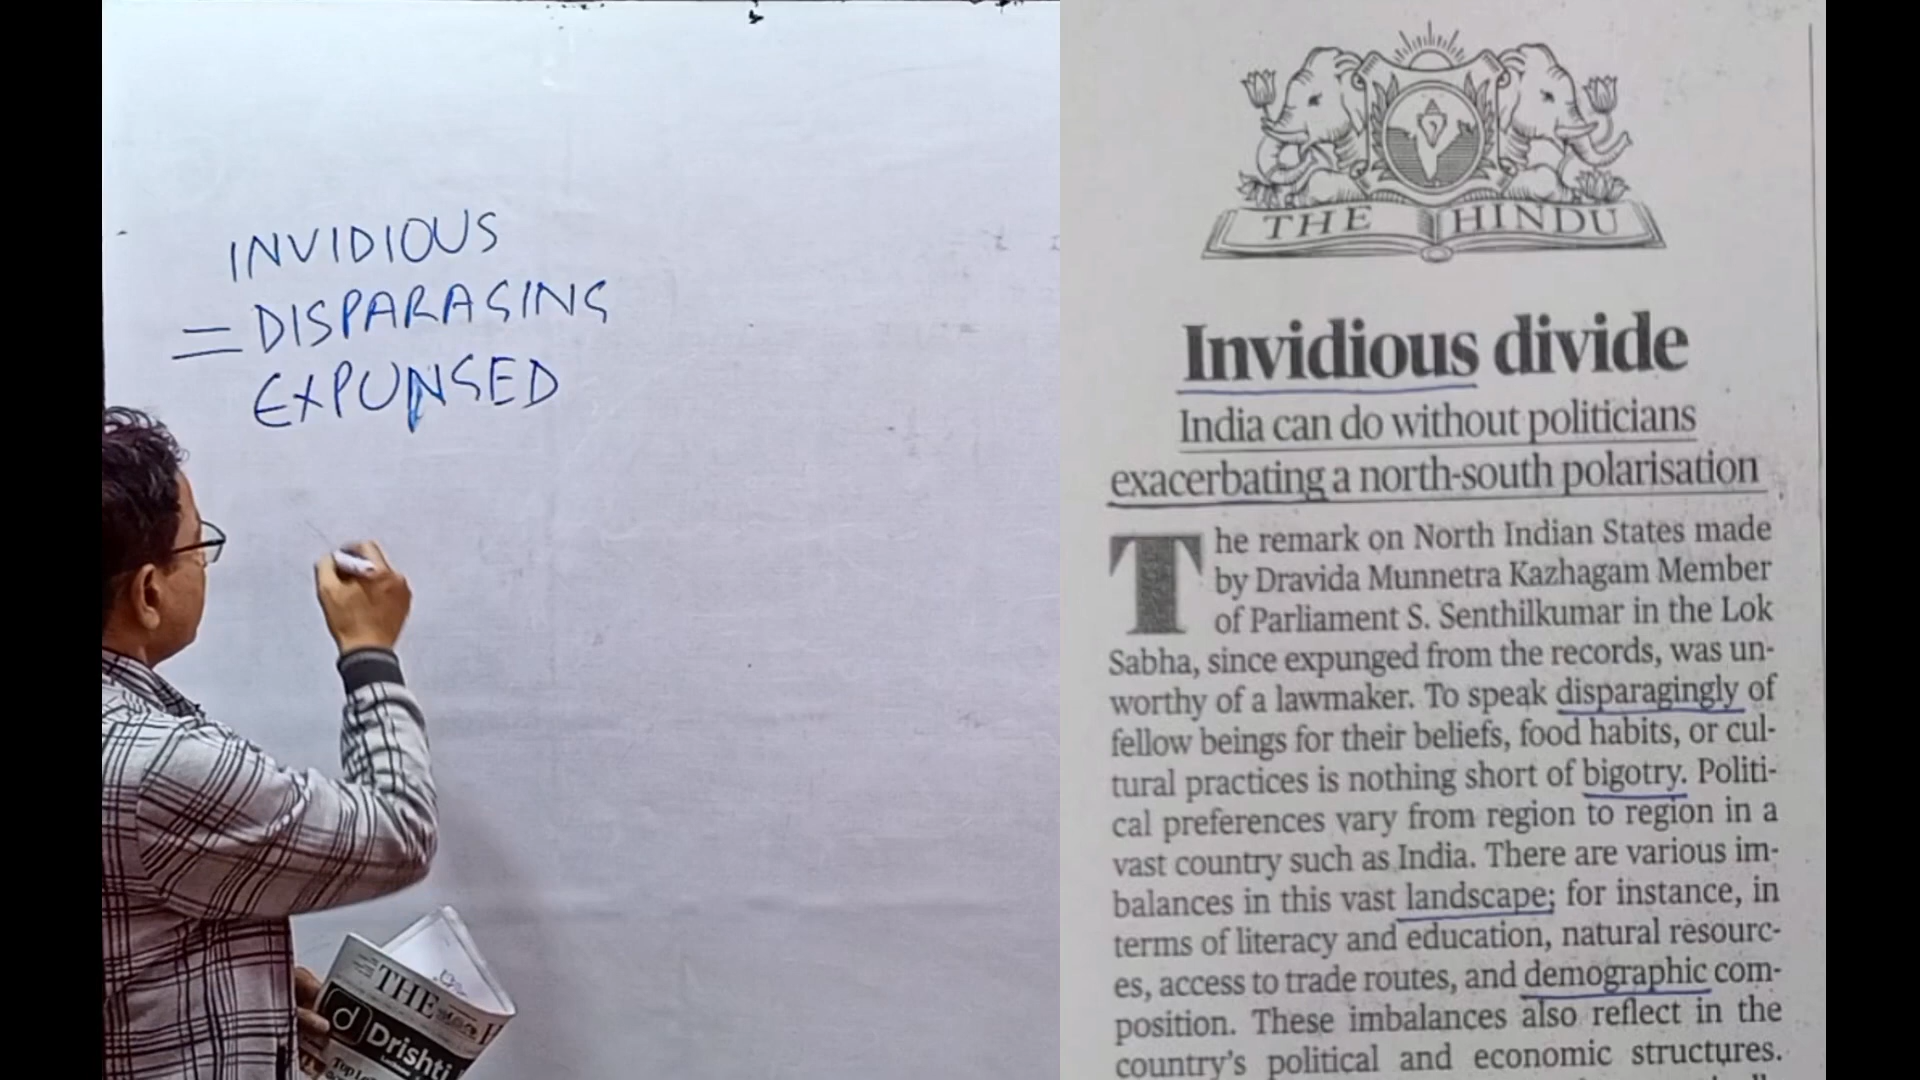 INVIDIOUS
= DISPARAGING
EXPUNGED
THE
Drishti
THE HINDU
Invidious divide
India can do without politicians
exacerbating a north-south polarisation
The remark on North Indian States made
by Dravida Munnetra Kazhagam Member
of Parliament S. Senthilkumar in the Lok
Sabha, since expunged from the records, was un-
worthy of a lawmaker. To speak disparagingly of
fellow beings for their beliefs, food habits, or cul-
tural practices is nothing short of bigotry. Politi-
cal preferences vary from region to region in a
vast country such as India. There are various im-
balances in this vast landscape; for instance, in
terms of literacy and education, natural resourc-
es, access to trade routes, and demographic com-
position. These imbalances also reflect in the
country's political and economic structures.